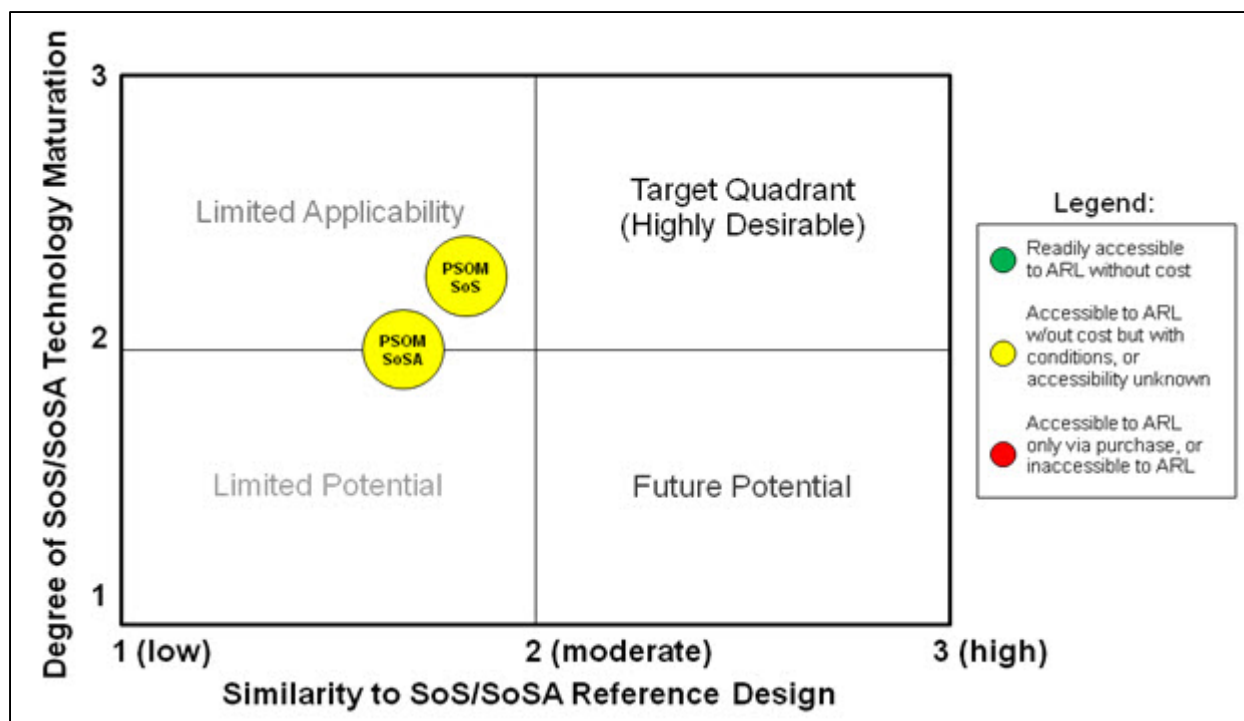 Degree of SoS/SoSA Technology Maturation
3
2
1
Limited Applicability
Target Quadrant
(Highly Desirable)
PSOM
SoS
PSOM
SoSA
Limited Potential
Future Potential
1 (low)
2 (moderate)
3 (high)
Similarity to SoS/SoSA Reference Design
Legend:
Readily accessible
to ARL without cost
Accessible to ARL
w/out cost but with
conditions, or
accessibility unknown
Accessible to ARL
only via purchase, or
inaccessible to ARL